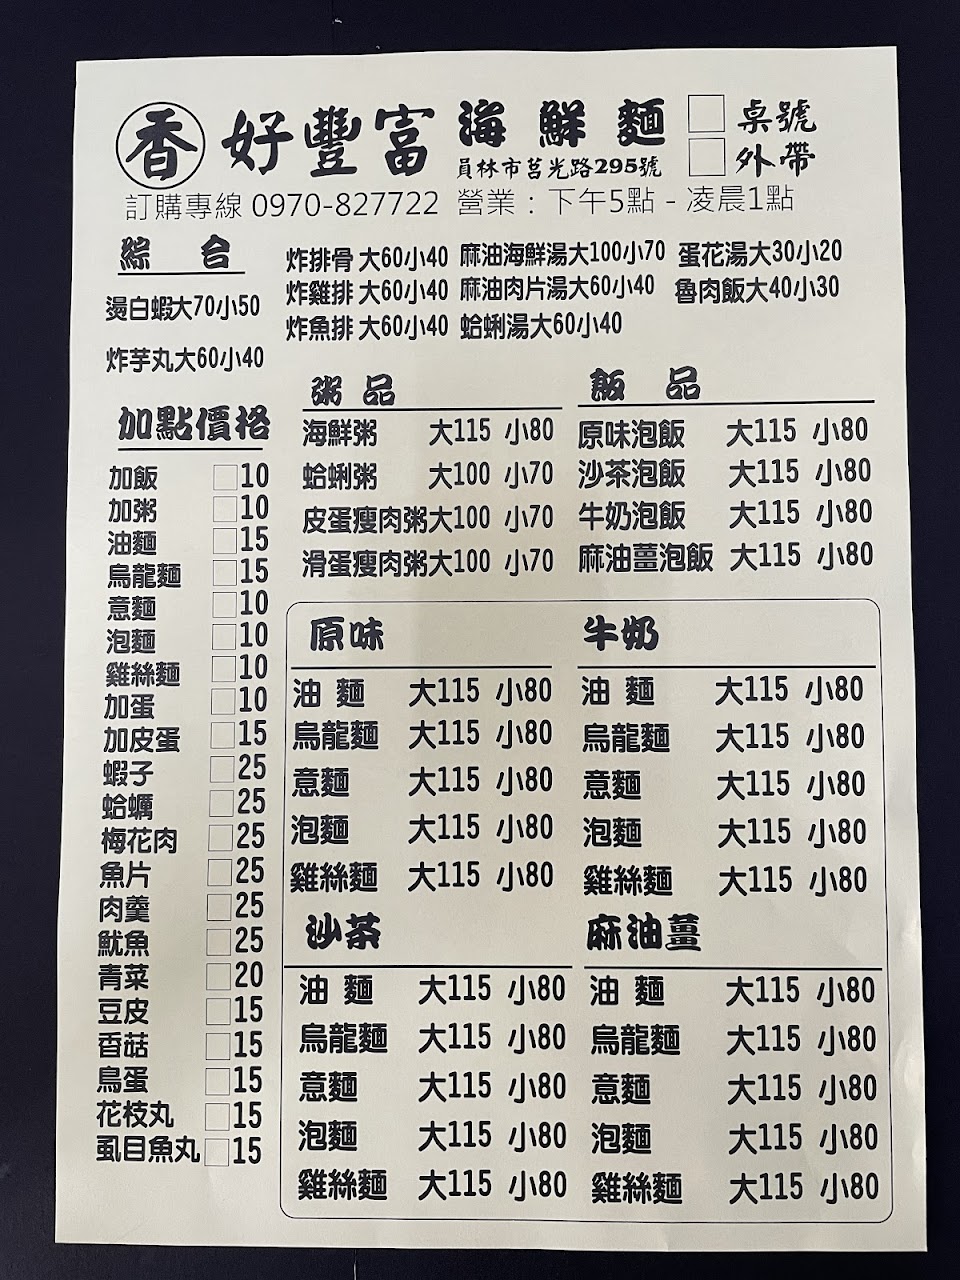 香 好豐富 海鮮麵 □ 桌號
員林市莒光路295號 □ 外帶
訂購專線 0970-827722 營業：下午5點 - 凌晨1點
綜合
燙白蝦大70小50
炸芋丸大60小40
炸排骨 大60小40 麻油海鮮湯大100小70 蛋花湯大30小20
炸雞排 大60小40 麻油肉片湯大60小40 魯肉飯大40小30
炸魚排 大60小40 蛤蜊湯大60小40
加點價格
加飯 □10
加粥 □10
油麵 □15
烏龍麵 □15
意麵 □10
泡麵 □10
雞絲麵 □10
加蛋 □10
加皮蛋 □15
蝦子 □25
蛤蠣 □25
梅花肉 □25
魚片 □25
肉羹 □25
魷魚 □25
青菜 □20
豆皮 □15
香菇 □15
鳥蛋 □15
花枝丸 □15
虱目魚丸 □15
粥品
海鮮粥 大115 小80
蛤蜊粥 大100 小70
皮蛋瘦肉粥大100 小70
滑蛋瘦肉粥大100 小70
飯品
原味泡飯 大115 小80
沙茶泡飯 大115 小80
牛奶泡飯 大115 小80
麻油薑泡飯 大115 小80
原味
油麵 大115 小80
烏龍麵 大115 小80
意麵 大115 小80
泡麵 大115 小80
雞絲麵 大115 小80
牛奶
油麵 大115 小80
烏龍麵 大115 小80
意麵 大115 小80
泡麵 大115 小80
雞絲麵 大115 小80
沙茶
油麵 大115 小80
烏龍麵 大115 小80
意麵 大115 小80
泡麵 大115 小80
雞絲麵 大115 小80
麻油薑
油麵 大115 小80
烏龍麵 大115 小80
意麵 大115 小80
泡麵 大115 小80
雞絲麵 大115 小80